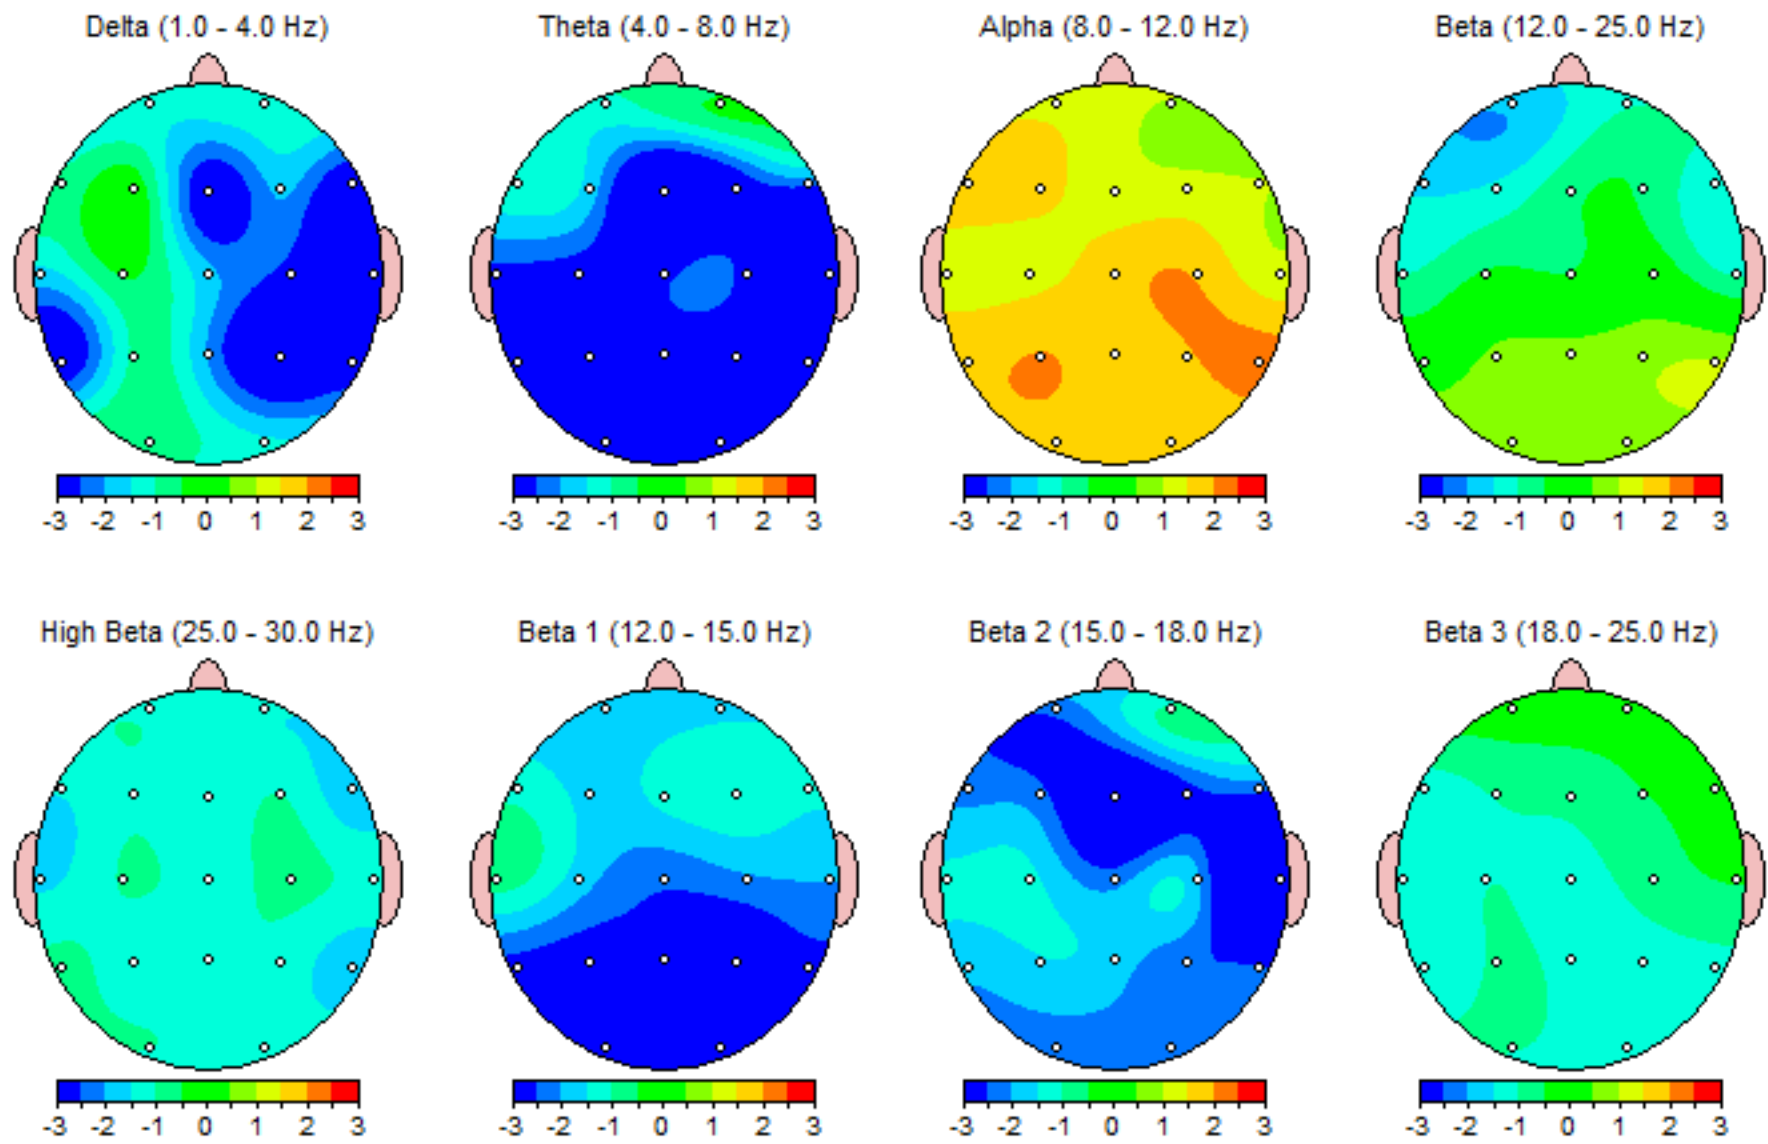 Delta (1.0 - 4.0 Hz) Theta (4.0 - 8.0 Hz) Alpha (8.0 - 12.0 Hz) Beta (12.0 - 25.0 Hz)
-3 -2 -1 0 1 2 3 -3 -2 -1 0 1 2 3 -3 -2 -1 0 1 2 3 -3 -2 -1 0 1 2 3
High Beta (25.0 - 30.0 Hz) Beta 1 (12.0 - 15.0 Hz) Beta 2 (15.0 - 18.0 Hz) Beta 3 (18.0 - 25.0 Hz)
-3 -2 -1 0 1 2 3 -3 -2 -1 0 1 2 3 -3 -2 -1 0 1 2 3 -3 -2 -1 0 1 2 3